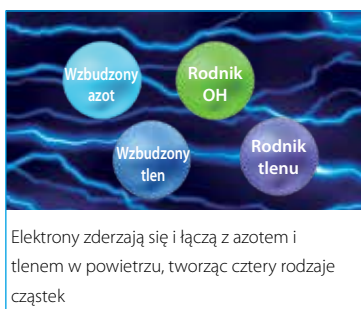 Wzbudzony
azot
Rodnik
OH
Wzbudzony
tlen
Rodnik
tlenu
Elektrony zderzają się i łączą z azotem i
tlenem w powietrzu, tworząc cztery rodzaje
cząstek